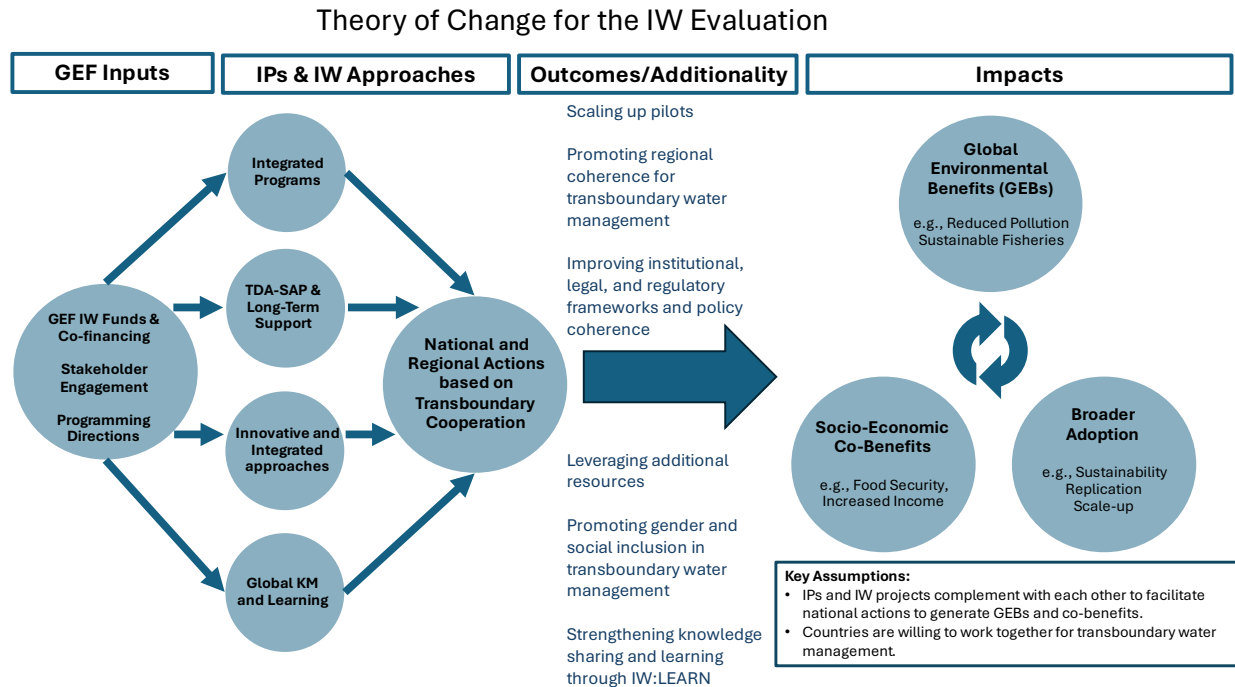 Theory of Change for the IW Evaluation
GEF Inputs
IPs & IW Approaches
Outcomes/Additionality
Impacts
GEF IW Funds &
Co-financing
Stakeholder
Engagement
Programming
Directions
Integrated
Programs
TDA-SAP &
Long-Term
Support
Innovative and
Integrated
approaches
Global KM
and Learning
National and
Regional Actions
based on
Transboundary
Cooperation
Scaling up pilots
Promoting regional
coherence for
transboundary water
management
Improving institutional,
legal, and regulatory
frameworks and policy
coherence
Leveraging additional
resources
Promoting gender and
social inclusion in
transboundary water
management
Strengthening knowledge
sharing and learning
through IW:LEARN
Global
Environmental
Benefits (GEBs)
e.g., Reduced Pollution
Sustainable Fisheries
Socio-Economic
Co-Benefits
e.g., Food Security,
Increased Income
Broader
Adoption
e.g., Sustainability
Replication
Scale-up
Key Assumptions:
• IPs and IW projects complement with each other to facilitate
national actions to generate GEBs and co-benefits.
• Countries are willing to work together for transboundary water
management.